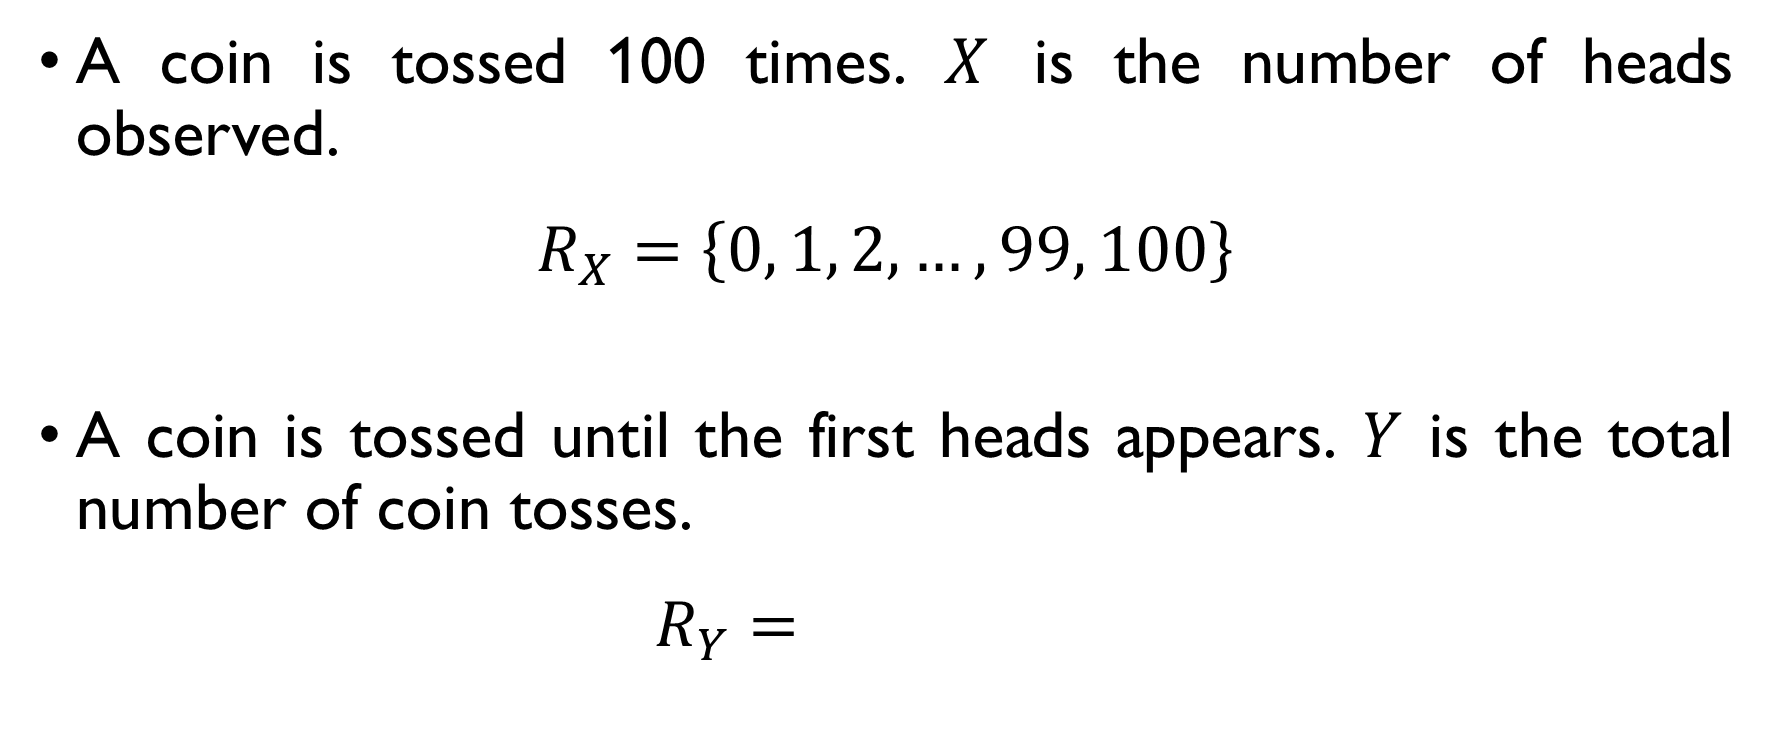 • A coin is tossed 100 times. X is the number of heads
observed.
R_X = {0, 1, 2, … , 99, 100}
• A coin is tossed until the first heads appears. Y is the total
number of coin tosses.
R_Y =